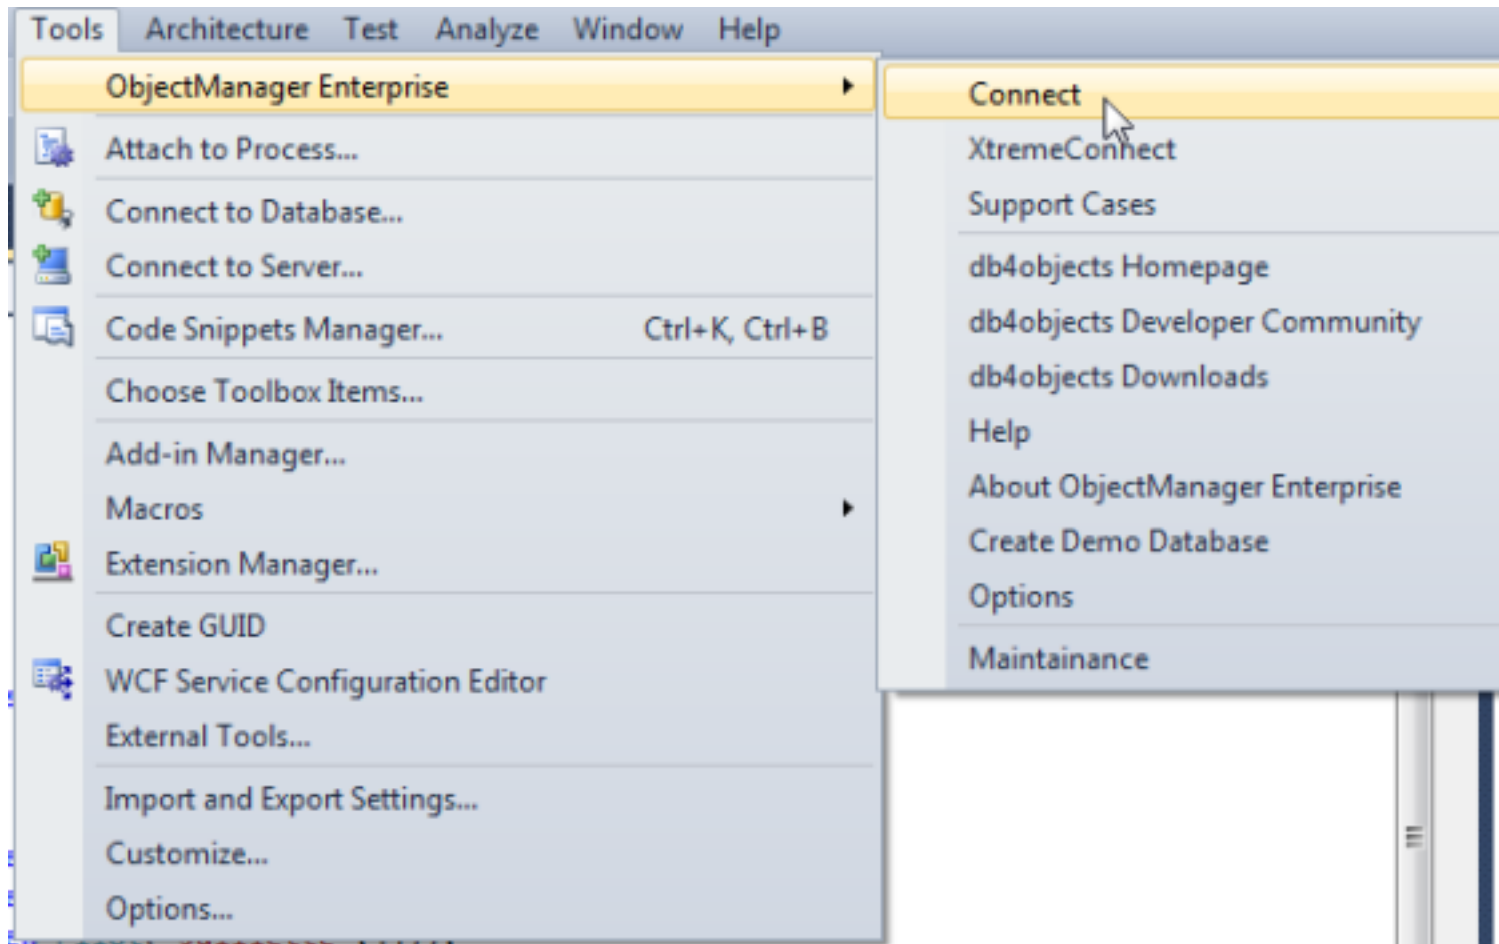 Tools Architecture Test Analyze Window Help
ObjectManager Enterprise
Attach to Process...
Connect to Database...
Connect to Server...
Code Snippets Manager... Ctrl+K, Ctrl+B
Choose Toolbox Items...
Add-in Manager...
Macros
Extension Manager...
Create GUID
WCF Service Configuration Editor
External Tools...
Import and Export Settings...
Customize...
Options...
Connect
XtremeConnect
Support Cases
db4objects Homepage
db4objects Developer Community
db4objects Downloads
Help
About ObjectManager Enterprise
Create Demo Database
Options
Maintainance